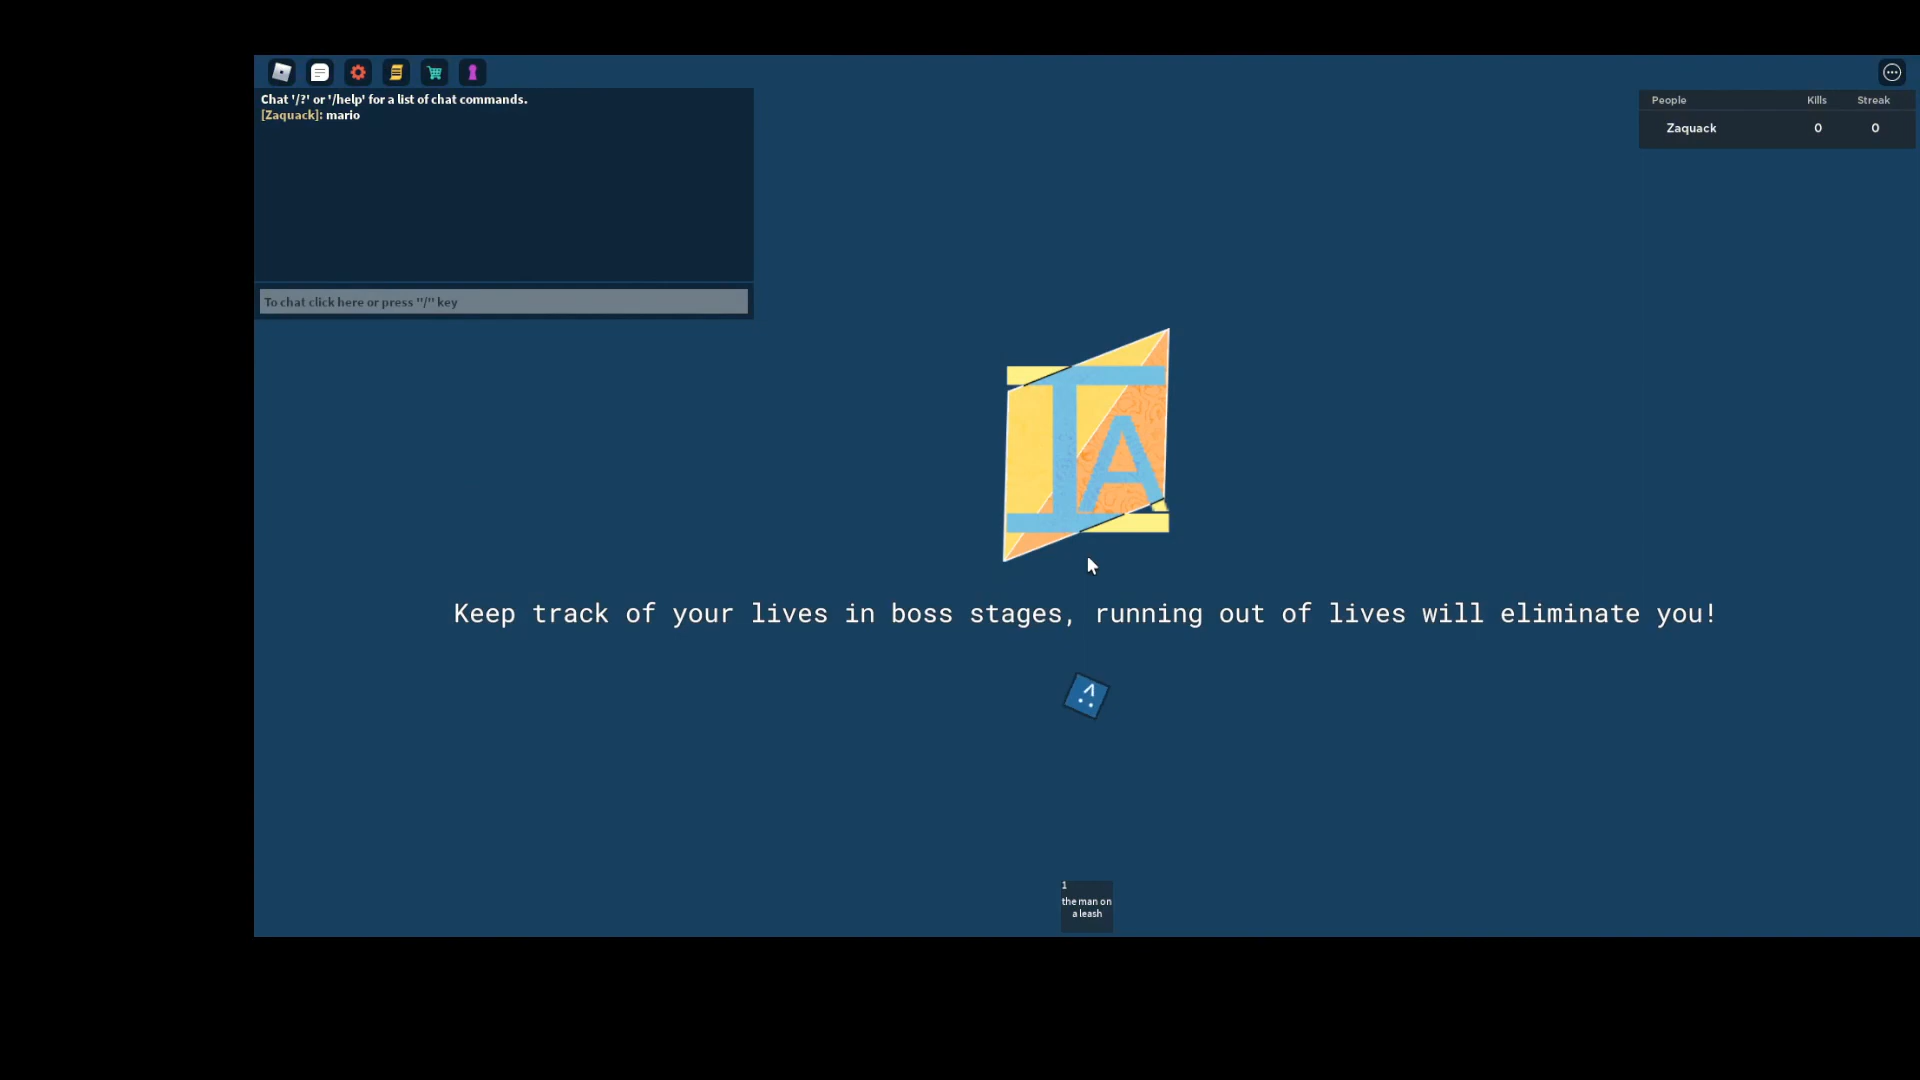 Chat '/?' or '/help' for a list of chat commands.
[Zaquack]: mario
To chat click here or press "/" key
People Kills Streak
Zaquack 0 0
IA
Keep track of your lives in boss stages, running out of lives will eliminate you!
1
the man on
a leash